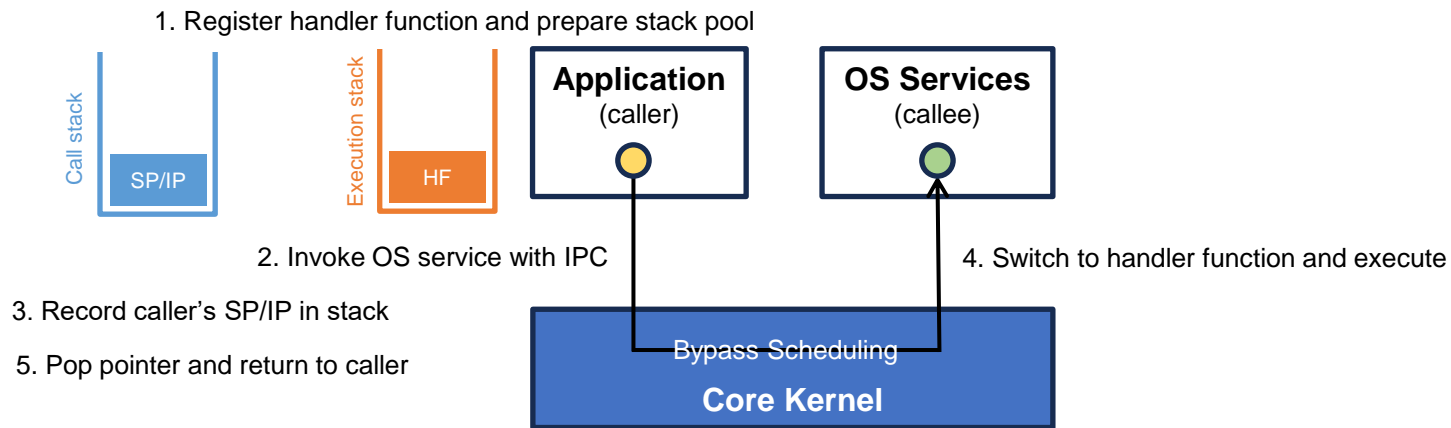 1. Register handler function and prepare stack pool
Call stack
SP/IP
Execution stack
HF
Application
(caller)
OS Services
(callee)
2. Invoke OS service with IPC
4. Switch to handler function and execute
3. Record caller’s SP/IP in stack
5. Pop pointer and return to caller
Bypass Scheduling
Core Kernel